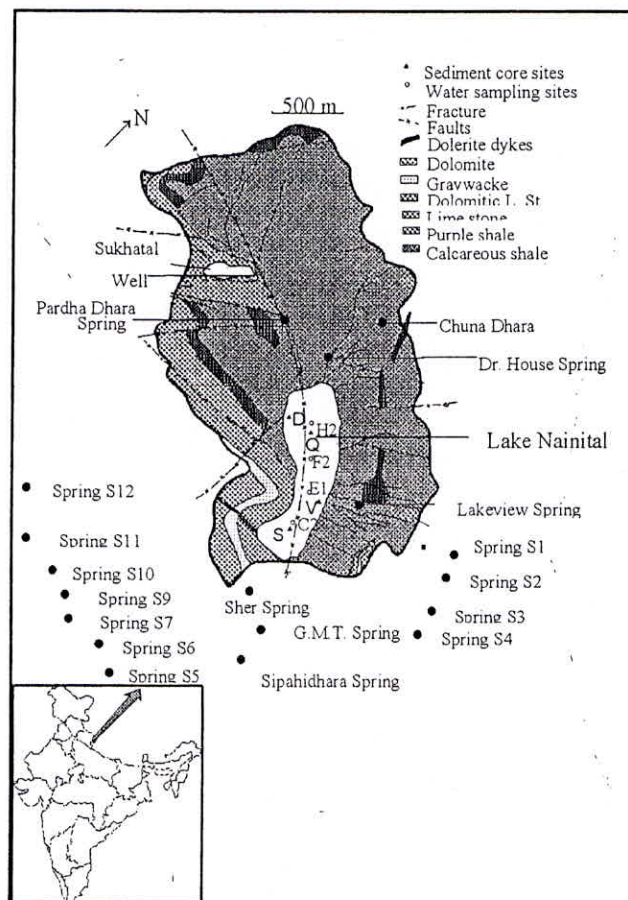 Sediment core sites
Water sampling sites
500 m
Fracture
N
Faults
Dolerite dykes
Dolomite
Gravwacke
Dolomitic L. St.
Lime stone
Purple shale
Calcareous shale
Sukhatal
Well
Pardha Dhara
Spring
Chuna Dhara
Dr. House Spring
D
H2
Q
Lake Nainital
F2
E1
V
C2
S
Lakeview Spring
Spring S12
Spring S11
Spring S10
Spring S9
Spring S7
Spring S6
Spring S5
Spring S1
Spring S2
Spring S3
Spring S4
Sher Spring
G.M.T. Spring
Sipahidhara Spring